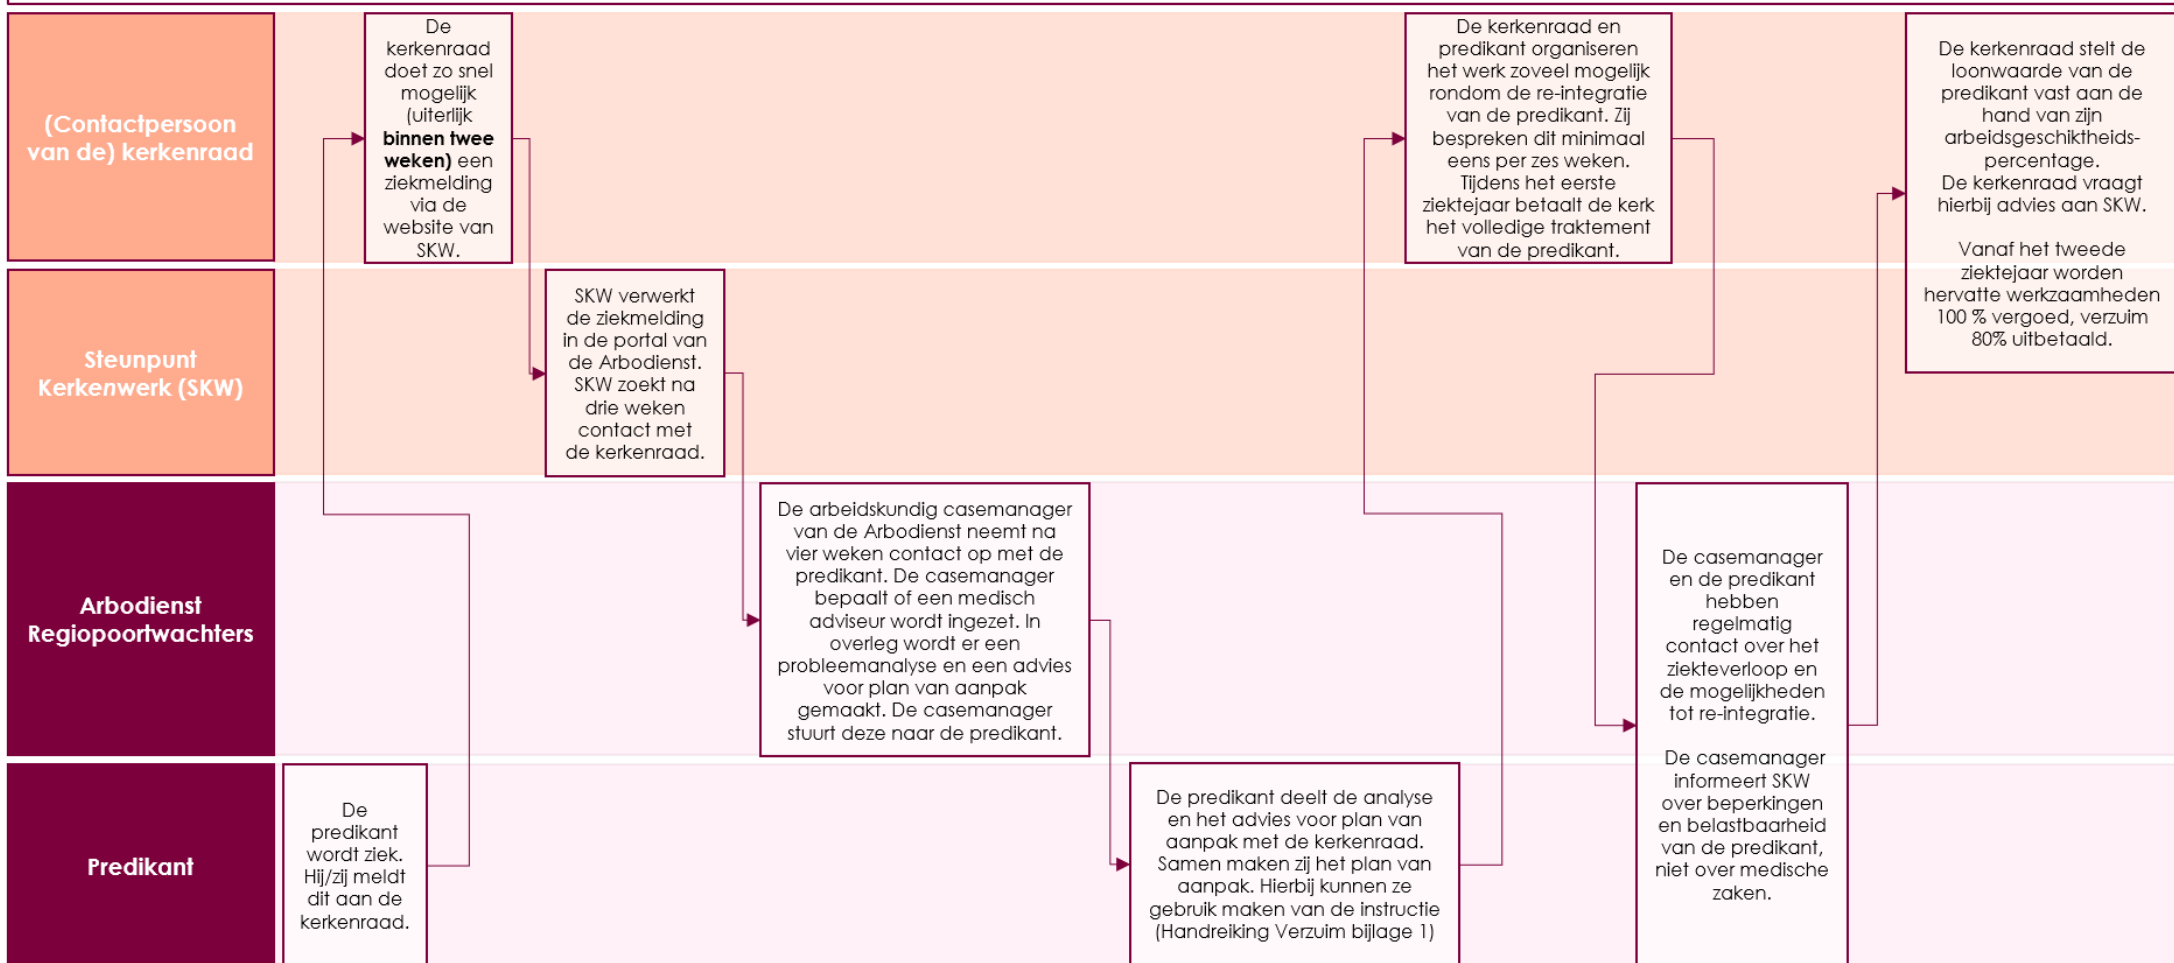 (Contactpersoon
van de) kerkenraad
De
kerkenraad
doet zo snel
mogelijk
(uiterlijk
binnen twee
weken) een
ziekmelding
via de
website van
SKW.
De kerkenraad en
predikant organiseren
het werk zoveel mogelijk
rondom de re-integratie
van de predikant. Zij
bespreken dit minimaal
eens per zes weken.
Tijdens het eerste
ziektejaar betaalt de kerk
het volledige traktement
van de predikant.
De kerkenraad stelt de
loonwaarde van de
predikant vast aan de
hand van zijn
arbeidsgeschiktheids-
percentage.
De kerkenraad vraagt
hierbij advies aan SKW.
Vanaf het tweede
ziektejaar worden
hervatte werkzaamheden
100 % vergoed, verzuim
80% uitbetaald.
Steunpunt
Kerkenwerk (SKW)
SKW verwerkt
de ziekmelding
in de portal van
de Arbodienst.
SKW zoekt na
drie weken
contact met
de kerkenraad.
Arbodienst
Regiopoortwachters
De arbeidskundig casemanager
van de Arbodienst neemt na
vier weken contact op met de
predikant. De casemanager
bepaalt of een medisch
adviseur wordt ingezet. In
overleg wordt er een
probleemanalyse en een advies
voor plan van aanpak
gemaakt. De casemanager
stuurt deze naar de predikant.
De casemanager
en de predikant
hebben
regelmatig
contact over het
ziekteverloop en
de mogelijkheden
tot re-integratie.
De casemanager
informeert SKW
over beperkingen
en belastbaarheid
van de predikant,
niet over medische
zaken.
Predikant
De
predikant
wordt ziek.
Hij/zij meldt
dit aan de
kerkenraad.
De predikant deelt de analyse
en het advies voor plan van
aanpak met de kerkenraad.
Samen maken zij het plan van
aanpak. Hierbij kunnen ze
gebruik maken van de instructie
(Handreiking Verzuim bijlage 1)